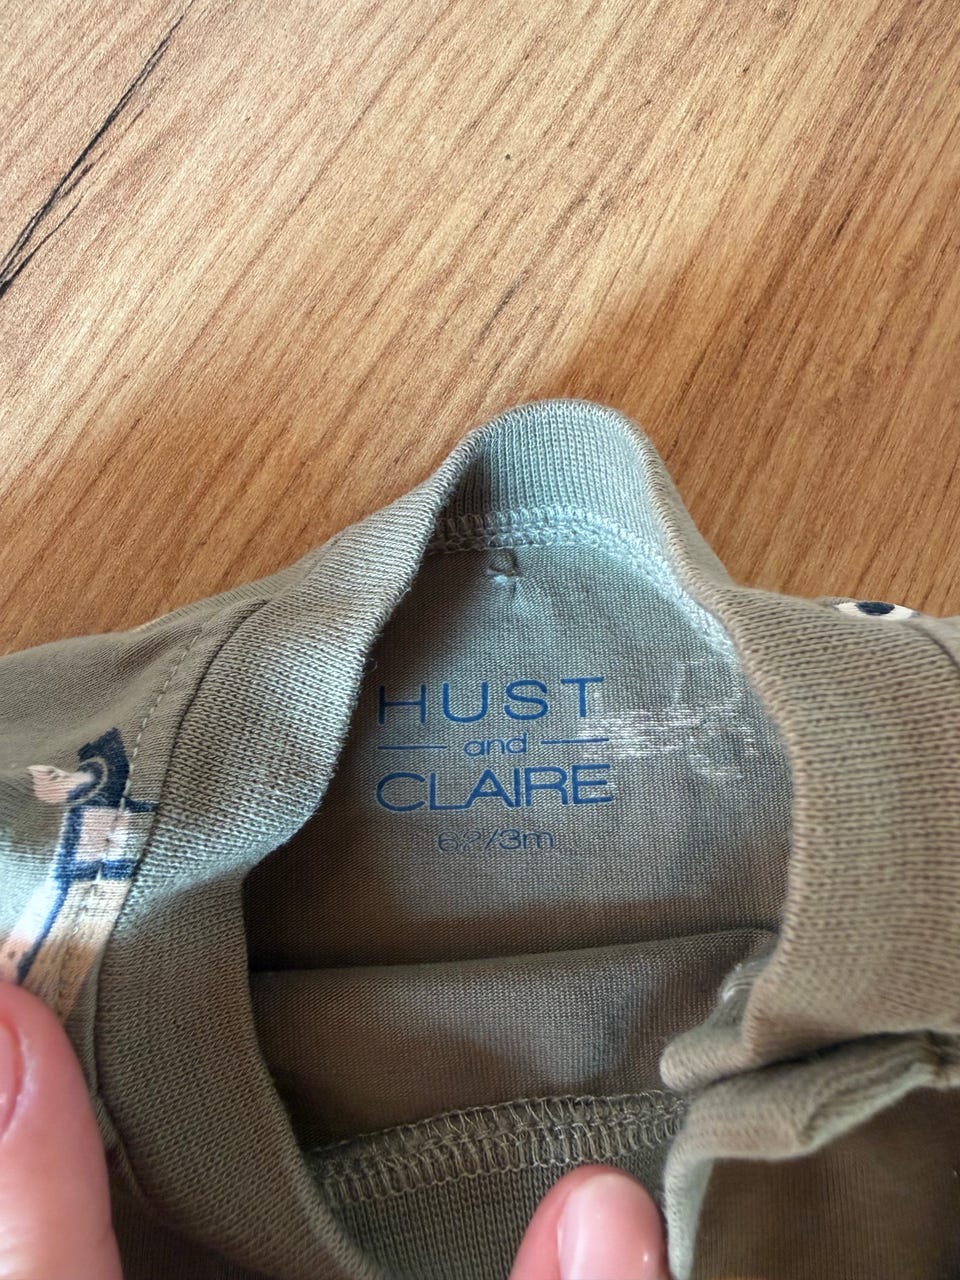 HUST
and
CLAIRE
62/3m